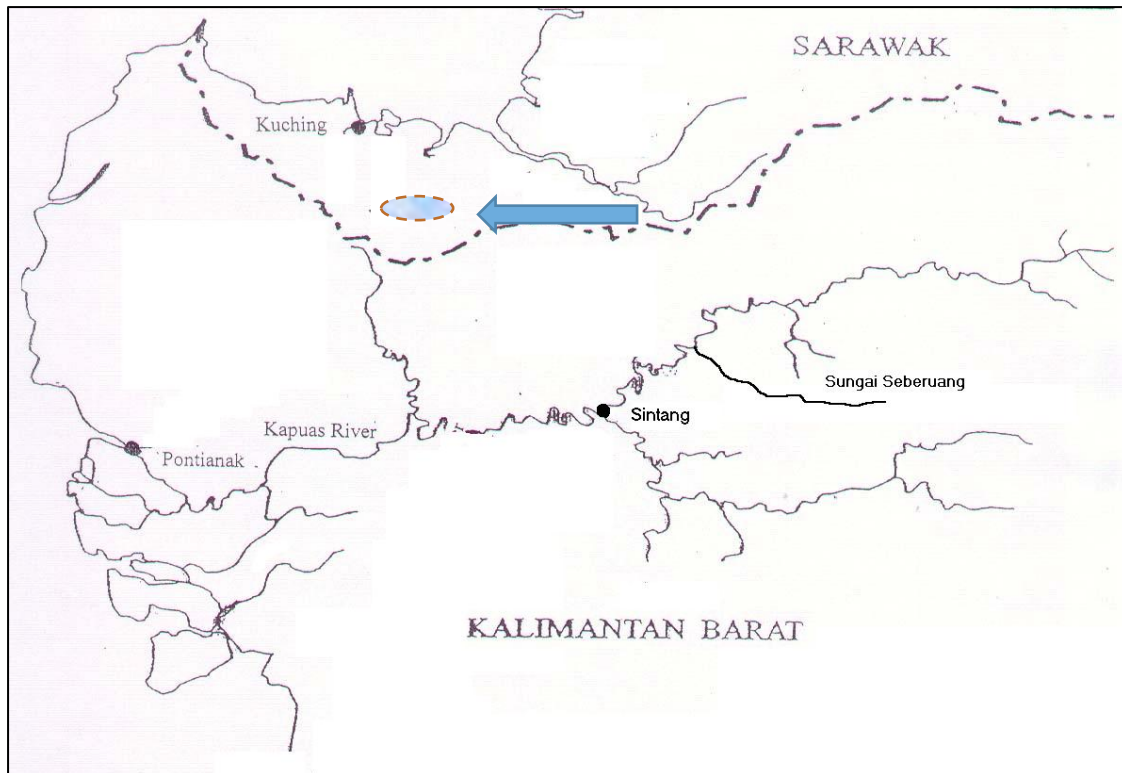 SARAWAK
Kuching
Sungai Seberuang
Sintang
Kapuas River
Pontianak
KALIMANTAN BARAT